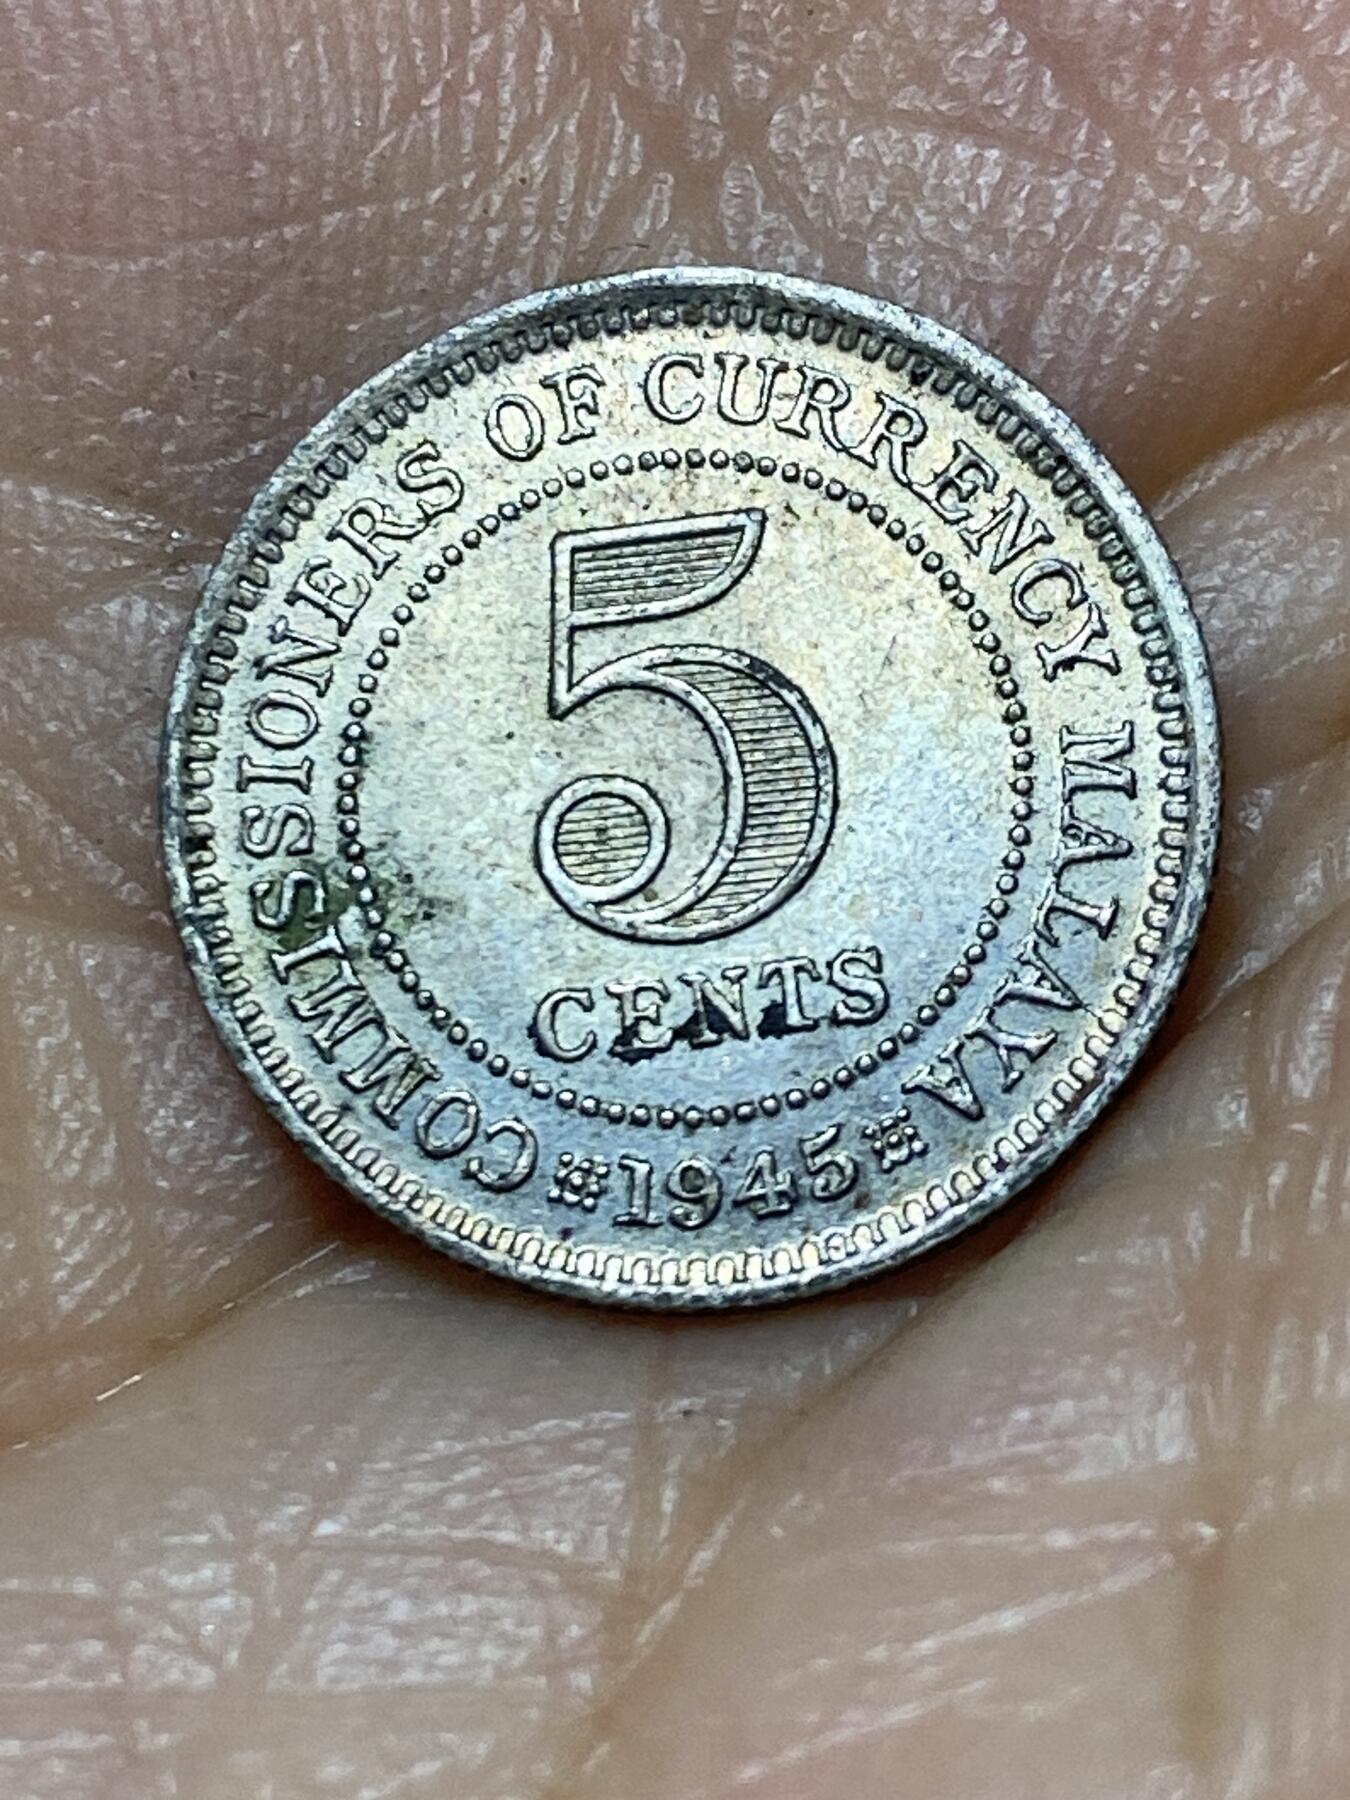 COMMISSIONERS OF CURRENCY MALAYA
5
CENTS
1945